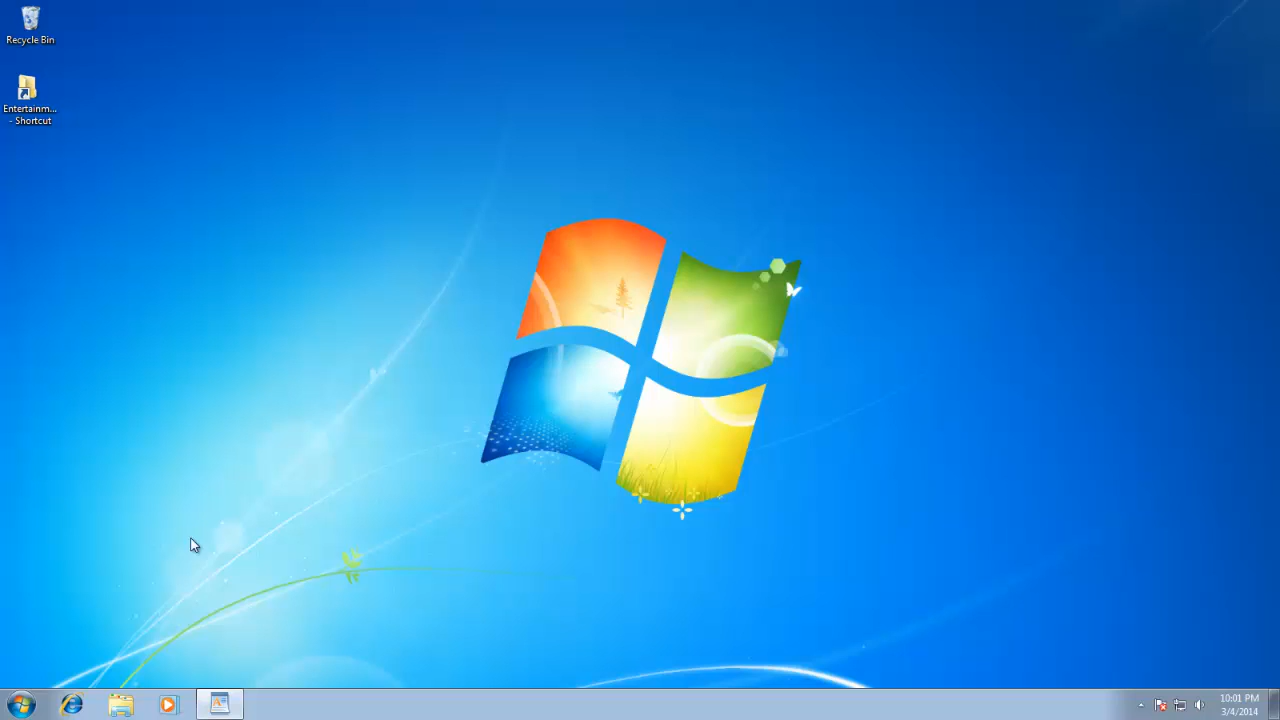 Recycle Bin
Entertainm...
- Shortcut
10:01 PM
3/4/2014